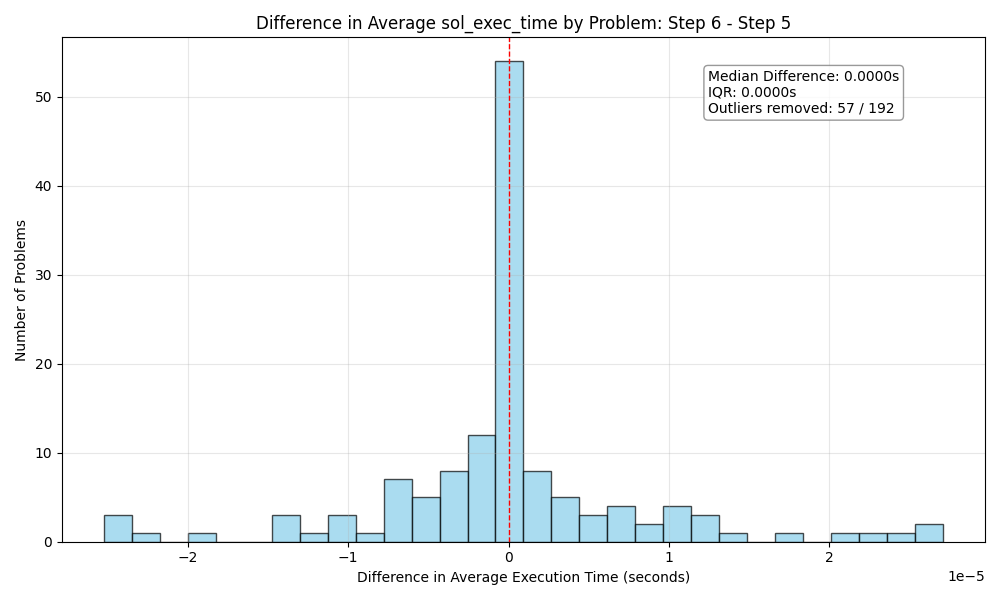 Difference in Average sol_exec_time by Problem: Step 6 - Step 5
Median Difference: 0.0000s
IQR: 0.0000s
Outliers removed: 57 / 192
Number of Problems
50
40
30
20
10
0
−2
−1
0
1
2
1e−5
Difference in Average Execution Time (seconds)